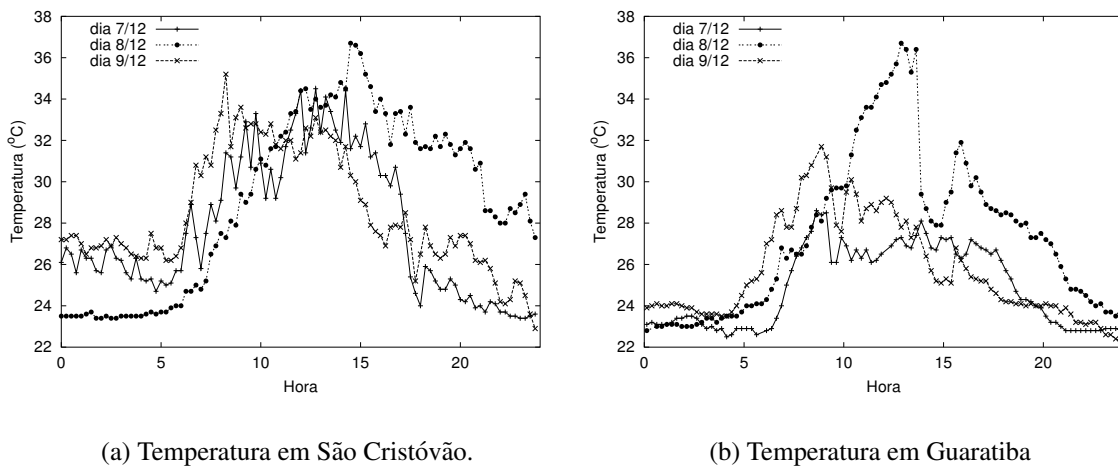 38
36
34
32
30
28
26
24
22
0 5 10 15 20
Temperatura (⁰C)
Hora
dia 7/12
dia 8/12
dia 9/12
(a) Temperatura em São Cristóvão.
38
36
34
32
30
28
26
24
22
0 5 10 15 20
Temperatura (⁰C)
Hora
dia 7/12
dia 8/12
dia 9/12
(b) Temperatura em Guaratiba